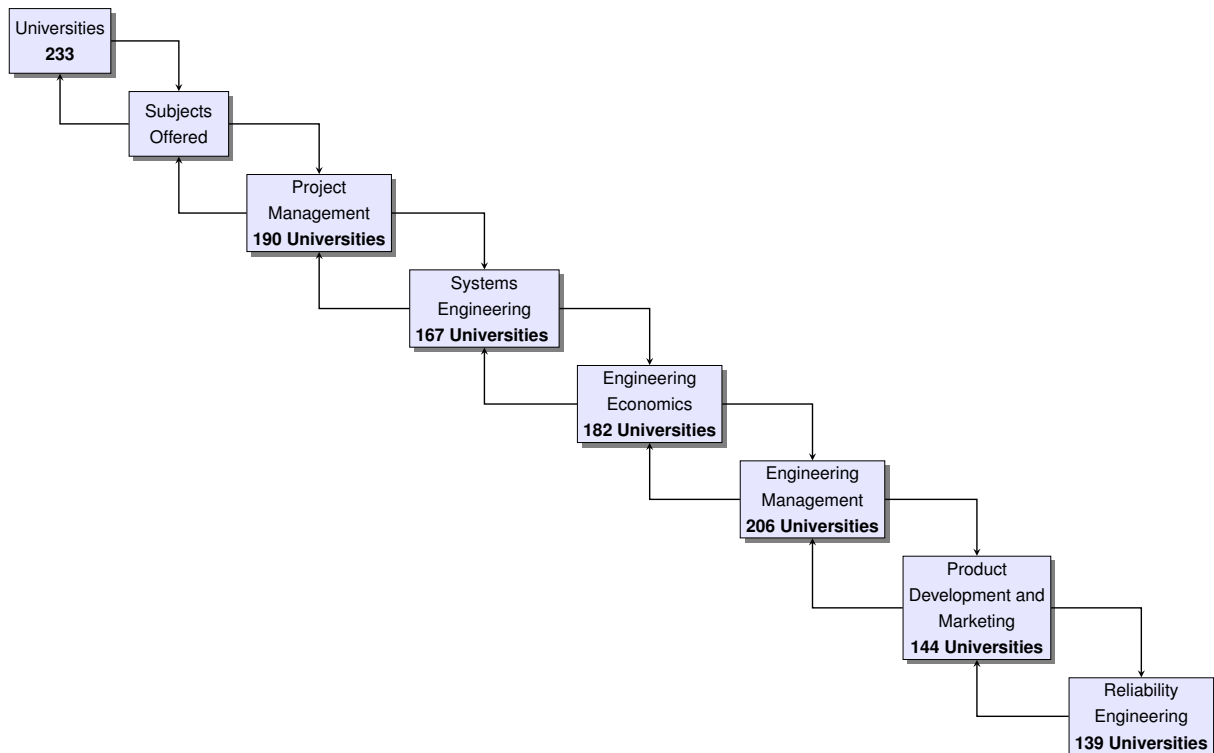 Universities
233
Subjects
Offered
Project
Management
190 Universities
Systems
Engineering
167 Universities
Engineering
Economics
182 Universities
Engineering
Management
206 Universities
Product
Development and
Marketing
144 Universities
Reliability
Engineering
139 Universities